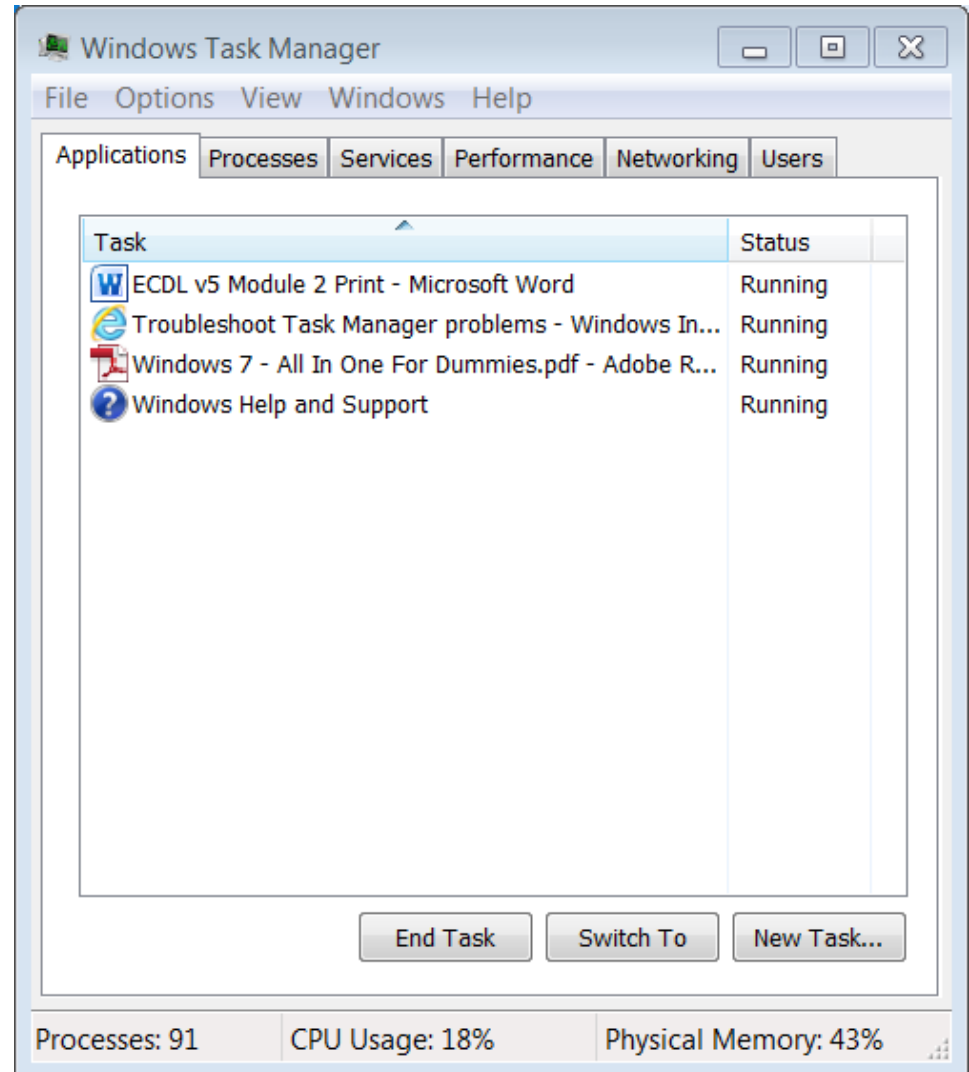 Windows Task Manager
File Options View Windows Help
Applications Processes Services Performance Networking Users
Task Status
ECDL v5 Module 2 Print - Microsoft Word Running
Troubleshoot Task Manager problems - Windows In... Running
Windows 7 - All In One For Dummies.pdf - Adobe R... Running
Windows Help and Support Running
End Task Switch To New Task...
Processes: 91 CPU Usage: 18% Physical Memory: 43%